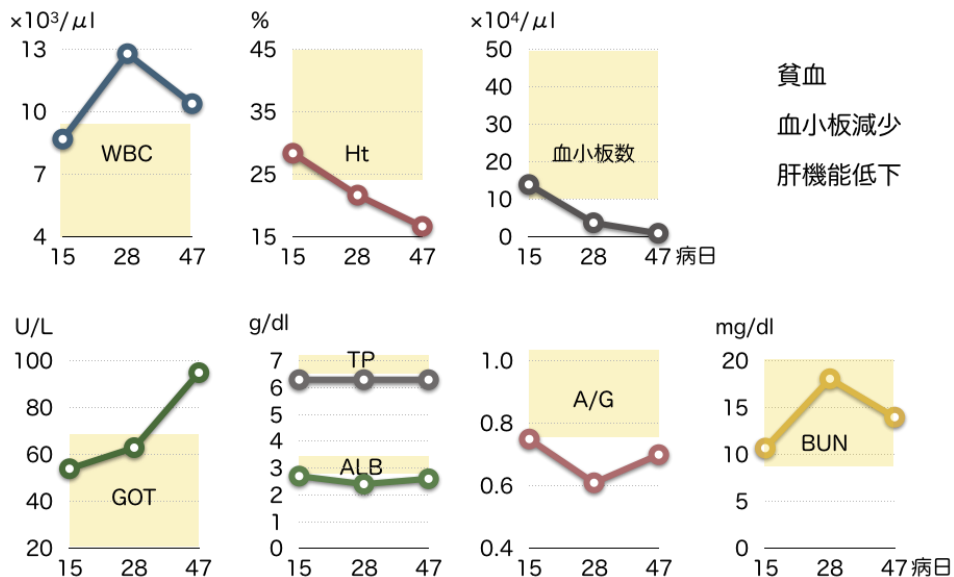 ×10³/μl
13
10
7
4
WBC
15 28 47
%
45
35
25
15
Ht
15 28 47
×10⁴/μl
50
40
30
20
10
0
血小板数
15 28 47 病日
貧血
血小板減少
肝機能低下
U/L
100
80
60
40
20
GOT
15 28 47
g/dl
7
6
5
4
3
2
1
0
TP
ALB
15 28 47
1.0
0.8
0.6
0.4
A/G
15 28 47
mg/dl
20
15
10
5
0
BUN
15 28 47 病日